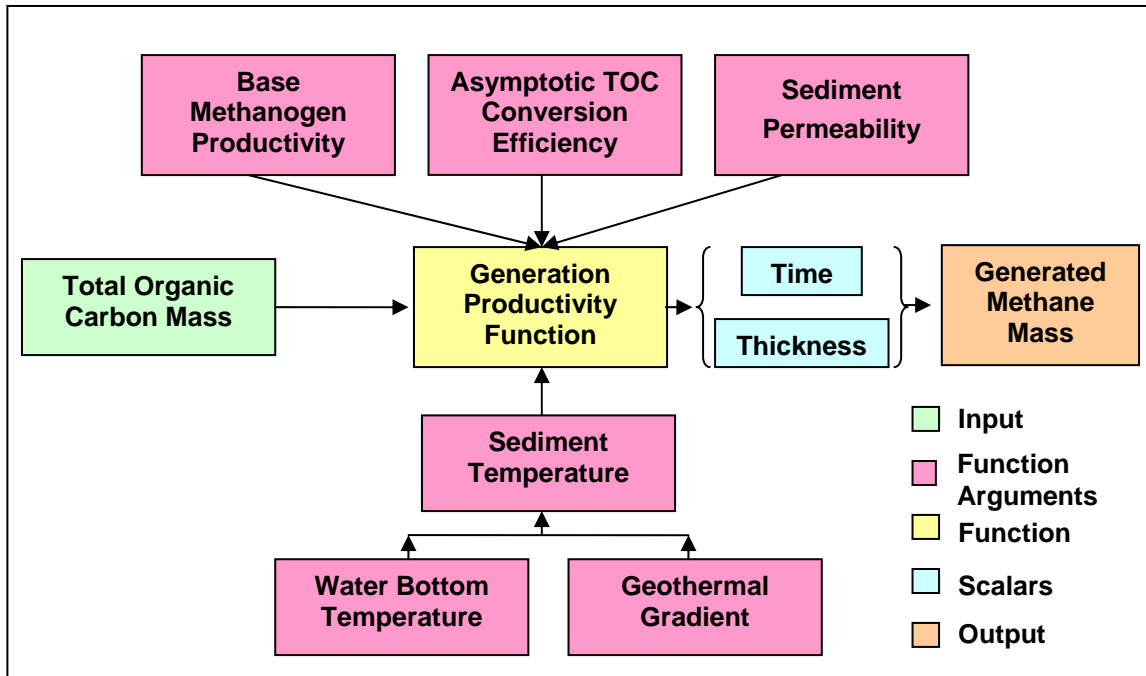 Base
Methanogen
Productivity
Asymptotic TOC
Conversion
Efficiency
Sediment
Permeability
Total Organic
Carbon Mass
Generation
Productivity
Function
Time
Thickness
Generated
Methane
Mass
Sediment
Temperature
Water Bottom
Temperature
Geothermal
Gradient
Input
Function
Arguments
Function
Scalars
Output